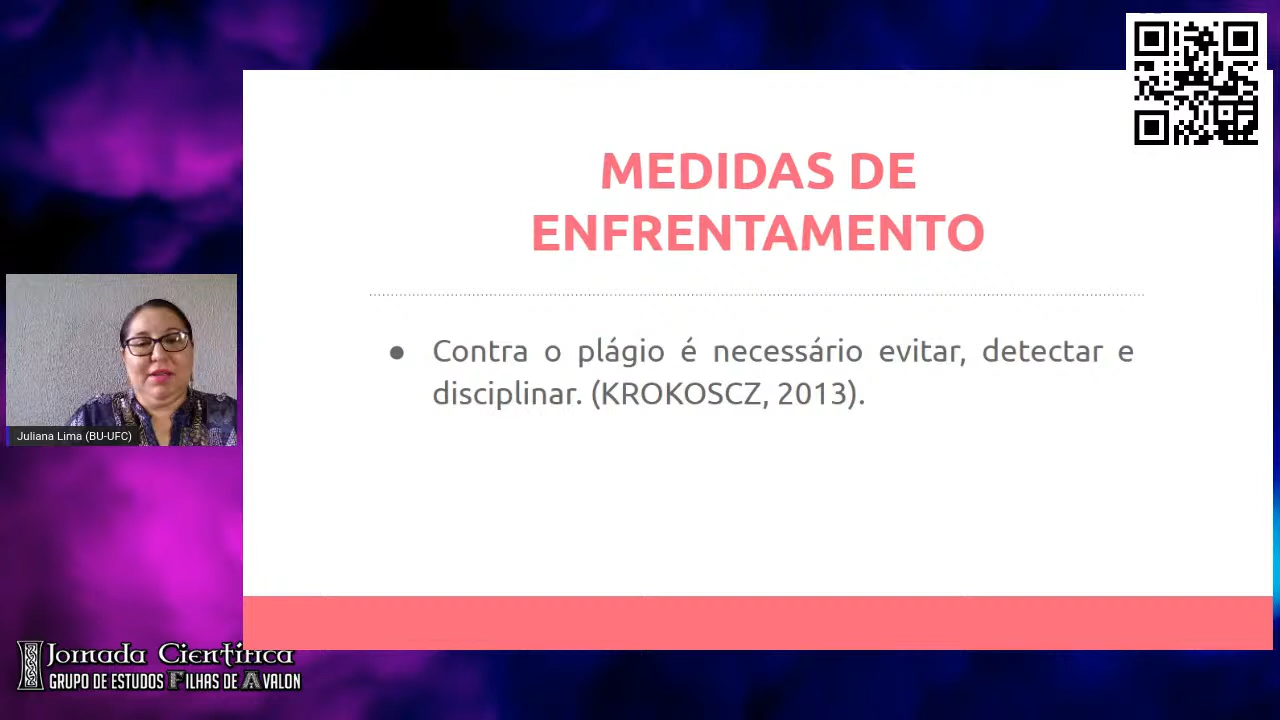 MEDIDAS DE
ENFRENTAMENTO
● Contra o plágio é necessário evitar, detectar e
disciplinar. (KROKOSCZ, 2013).
Juliana Lima (BU-UFC)
Jornada Científica
GRUPO DE ESTUDOS FILHAS DE AVALON